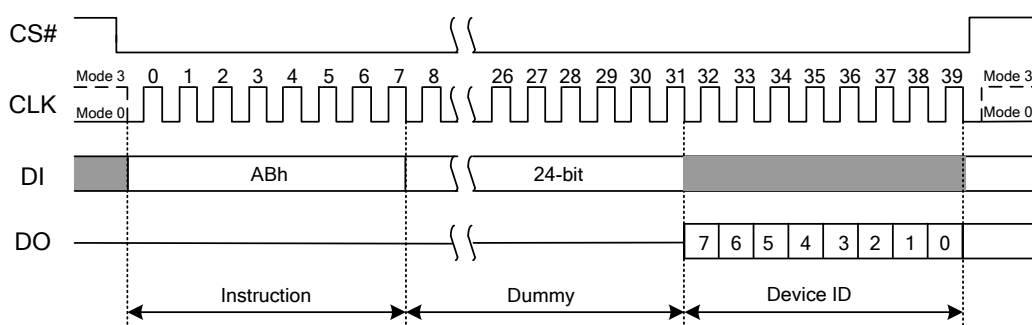 CS#
Mode 3 0 1 2 3 4 5 6 7 8 26 27 28 29 30 31 32 33 34 35 36 37 38 39 Mode 3
CLK
Mode 0 Mode 0
DI ABh 24-bit
DO 7 6 5 4 3 2 1 0
Instruction Dummy Device ID